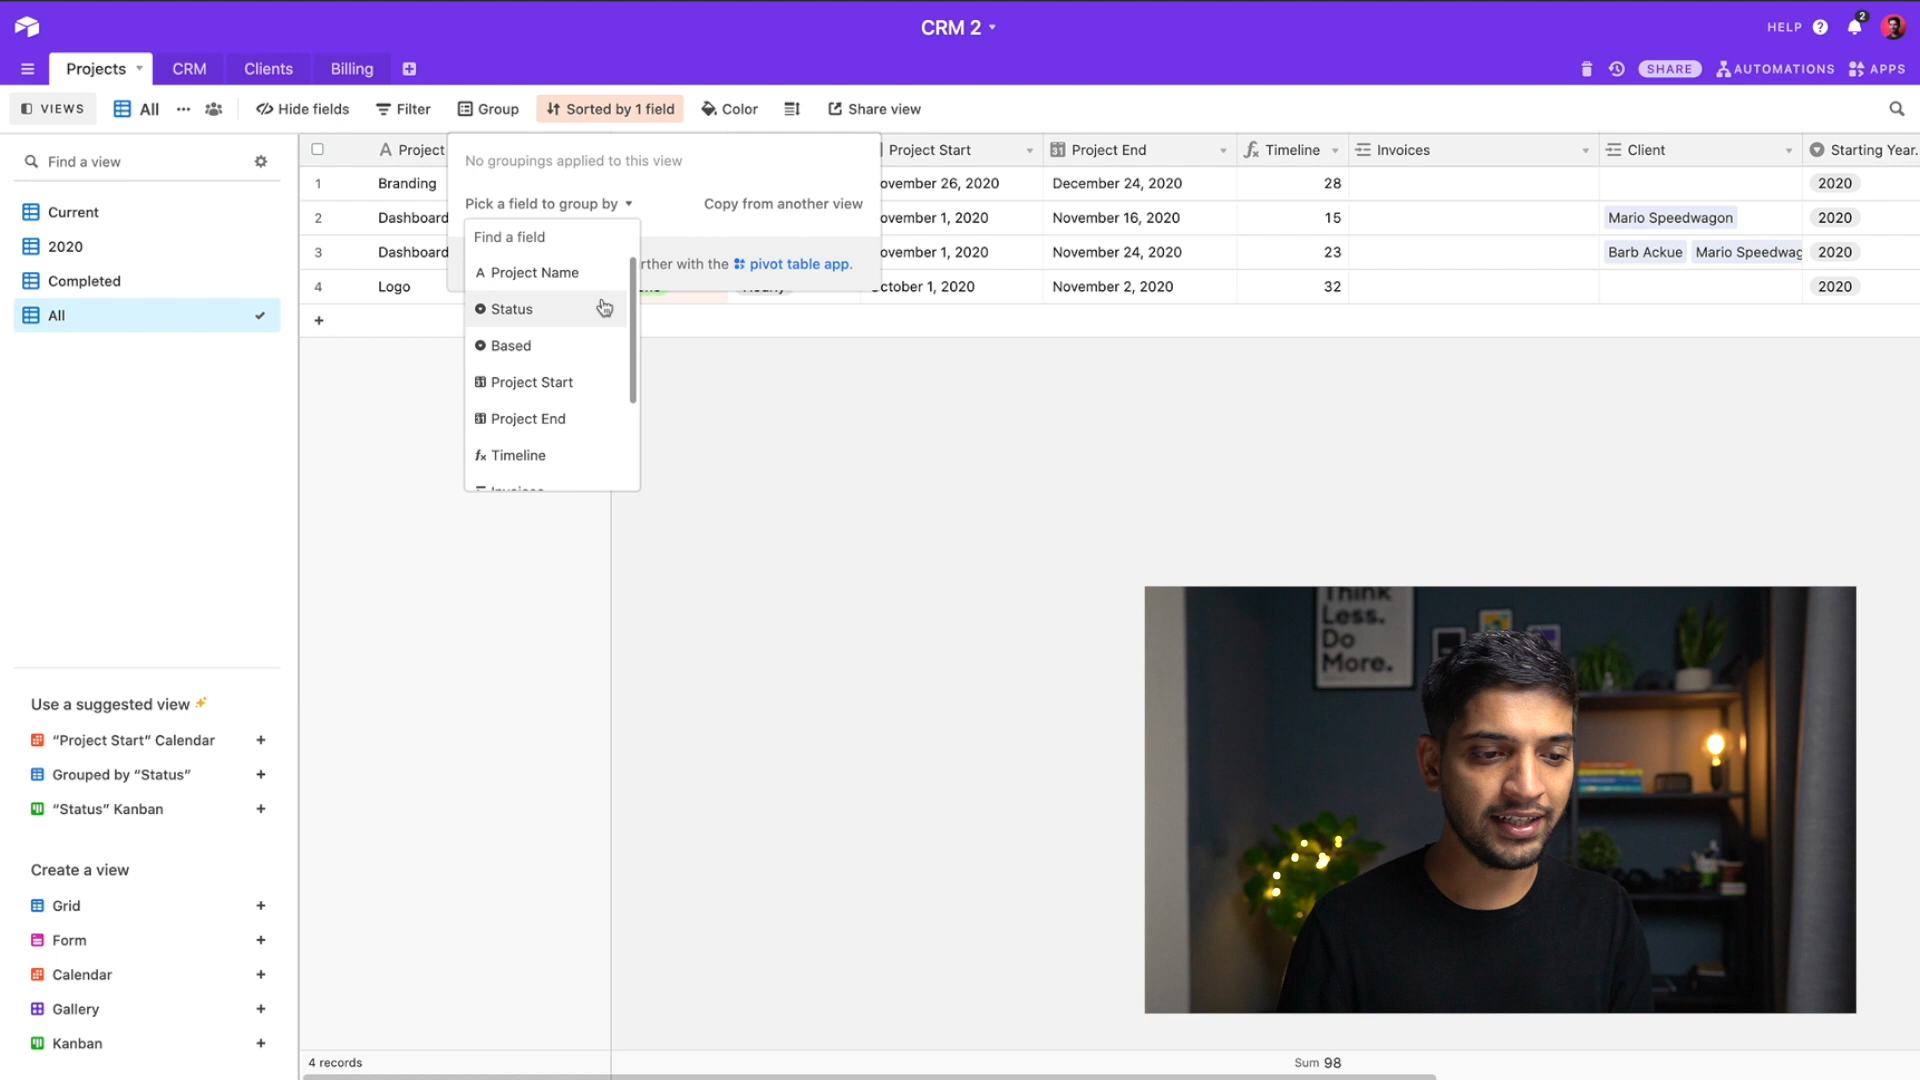 CRM 2
HELP
2
Projects
CRM
Clients
Billing
SHARE
AUTOMATIONS
APPS
VIEWS
All
Hide fields
Filter
Group
Sorted by 1 field
Color
Share view
Find a view
Current
2020
Completed
All
Use a suggested view
“Project Start” Calendar
Grouped by “Status”
“Status” Kanban
Create a view
Grid
Form
Calendar
Gallery
Kanban
No groupings applied to this view
Pick a field to group by
Copy from another view
Find a field
Project Name
Status
Based
Project Start
Project End
Timeline
Invoices
with the pivot table app.
Project Project Start Project End Timeline Invoices Client Starting Year
1 Branding 26, 2020 December 24, 2020 28 2020
2 Dashboard 1, 2020 November 16, 2020 15 Mario Speedwagon 2020
3 Dashboard 1, 2020 November 24, 2020 23 Barb Ackue Mario Speedwag 2020
4 Logo 1, 2020 November 2, 2020 32 2020
4 records
Sum 98
Think
Less.
Do
More.